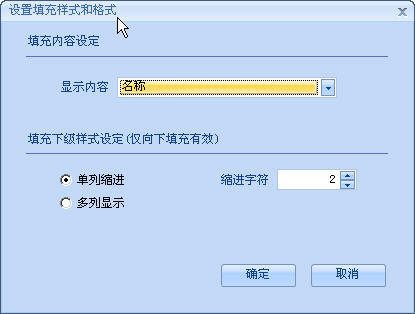 设置填充样式和格式
填充内容设定
显示内容 名称
填充下级样式设定(仅向下填充有效)
单列缩进 缩进字符 2
多列显示
确定 取消